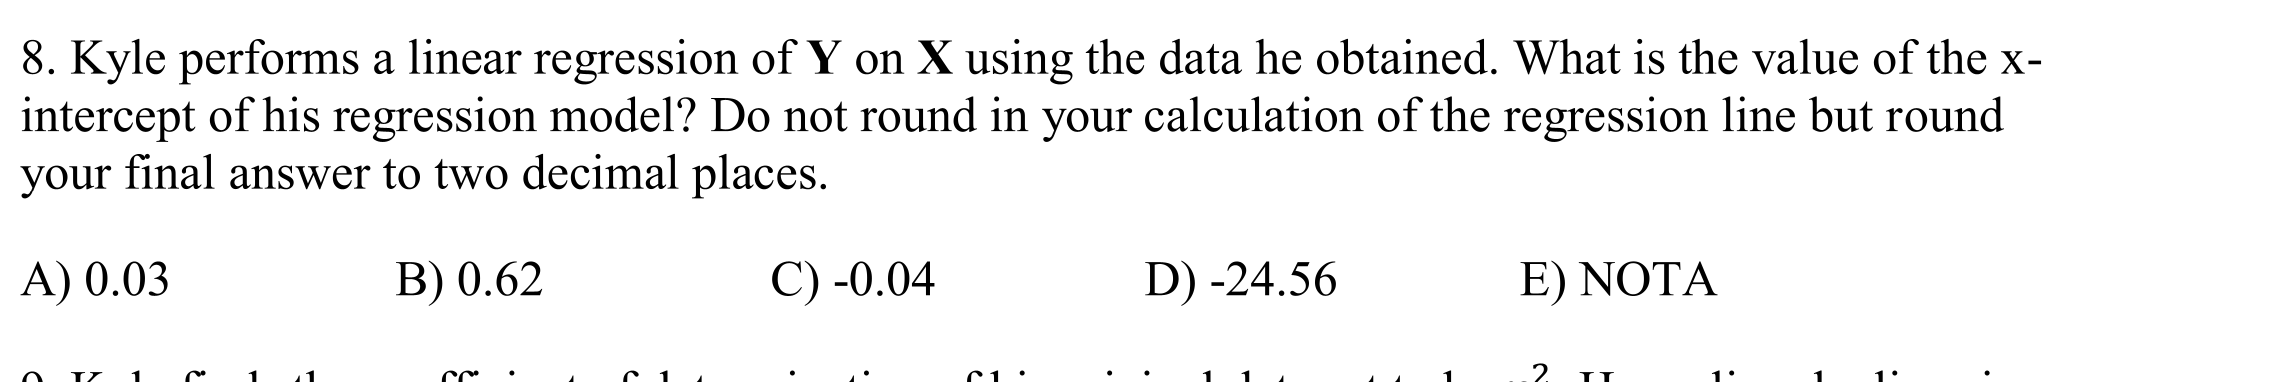 8. Kyle performs a linear regression of Y on X using the data he obtained. What is the value of the x-
intercept of his regression model? Do not round in your calculation of the regression line but round
your final answer to two decimal places.
A) 0.03 B) 0.62 C) -0.04 D) -24.56 E) NOTA